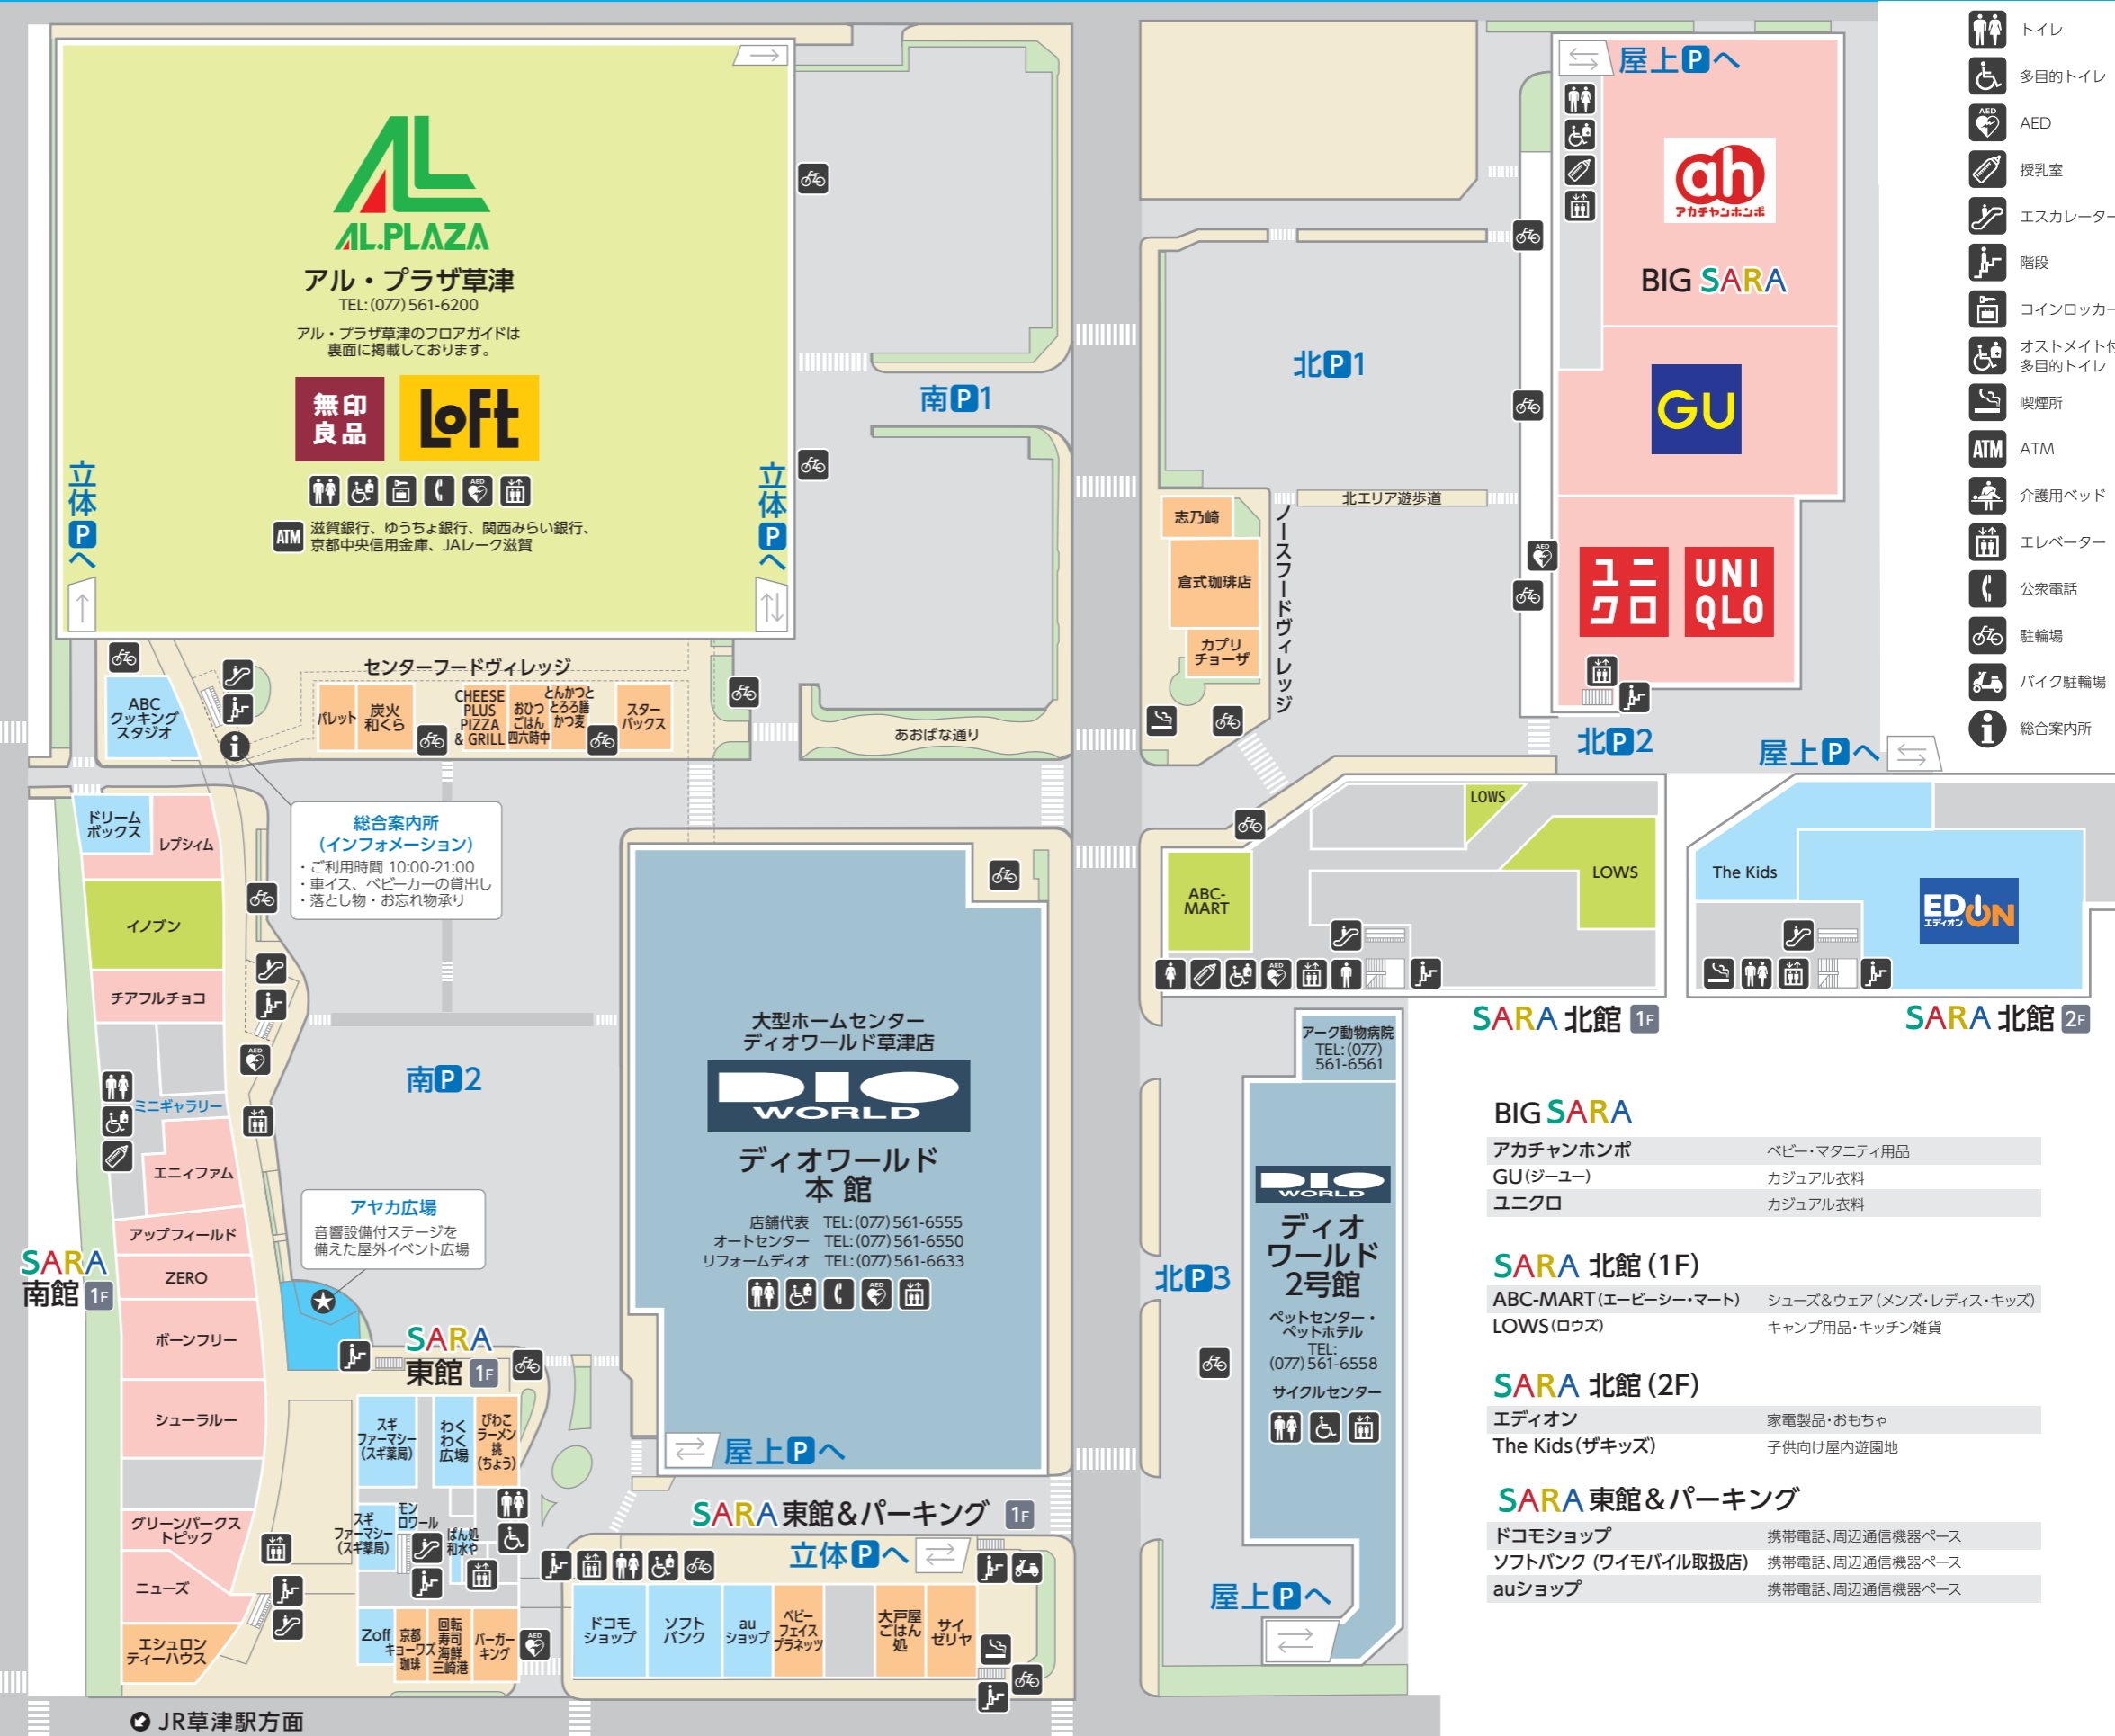 AL.PLAZA
アル・プラザ草津
TEL:(077)561-6200
アル・プラザ草津のフロアガイドは
裏面に掲載しております。
無印
良品
LoFt
AED
ATM
滋賀銀行、ゆうちょ銀行、関西みらい銀行、
京都中央信用金庫、JAレーク滋賀
立体Pへ
立体Pへ
南P1
北P1
屋上Pへ
ah
アカチャンホンポ
BIG SARA
GU
北エリア遊歩道
AED
ユニ
クロ
UNI
QLO
志乃崎
倉式珈琲店
カプリ
チョーザ
ノースフードヴィレッジ
北P2
屋上Pへ
トイレ
多目的トイレ
AED
AED
授乳室
エスカレーター
階段
コインロッカー
オストメイト付
多目的トイレ
喫煙所
ATM
ATM
介護用ベッド
エレベーター
公衆電話
駐輪場
バイク駐輪場
総合案内所
センターフードヴィレッジ
ABC
クッキング
スタジオ
パレット
炭火
和くら
CHEESE
PLUS
PIZZA
& GRILL
おひつ
ごはん
四六時中
とんかつと
とろろ膳
かつ麦
スター
バックス
あおばな通り
総合案内所
(インフォメーション)
・ご利用時間 10:00-21:00
・車イス、ベビーカーの貸出し
・落とし物・お忘れ物承り
ドリーム
ボックス
レプシィム
イノブン
チアフルチョコ
AED
ミニギャラリー
エニィファム
アップフィールド
ZERO
ボーンフリー
シューラルー
グリーンパークス
トピック
ニューズ
エシュロン
ティーハウス
SARA
南館 1F
南P2
アヤカ広場
音響設備付ステージを
備えた屋外イベント広場
SARA
東館 1F
スギ
ファーマシー
(スギ薬局)
わく
わく
広場
びわこ
ラーメン
挑
(ちょう)
スギ
ファーマシー
(スギ薬局)
モン
ロワール
ぱん処
和水や
Zoff
京都
キョーワズ
珈琲
回転
寿司
海鮮
三崎港
バーガー
キング
AED
大型ホームセンター
ディオワールド草津店
DIO
WORLD
ディオワールド
本 館
店舗代表 TEL:(077)561-6555
オートセンター TEL:(077)561-6550
リフォームディオ TEL:(077)561-6633
AED
屋上Pへ
SARA 東館&パーキング 1F
立体Pへ
ドコモ
ショップ
ソフト
バンク
au
ショップ
ベビー
フェイス
プラネッツ
大戸屋
ごはん
処
サイ
ゼリヤ
LOWS
LOWS
ABC-
MART
AED
SARA 北館 1F
The Kids
EDION
エディオン
SARA 北館 2F
アーク動物病院
TEL:(077)
561-6561
DIO
WORLD
ディオ
ワールド
2号館
ペットセンター・
ペットホテル
TEL:
(077)561-6558
サイクルセンター
北P3
屋上Pへ
BIG SARA
アカチャンホンポ ベビー・マタニティ用品
GU(ジーユー) カジュアル衣料
ユニクロ カジュアル衣料
SARA 北館 (1F)
ABC-MART(エービーシー・マート) シューズ&ウェア(メンズ・レディス・キッズ)
LOWS(ロウズ) キャンプ用品・キッチン雑貨
SARA 北館 (2F)
エディオン 家電製品・おもちゃ
The Kids(ザキッズ) 子供向け屋内遊園地
SARA 東館&パーキング
ドコモショップ 携帯電話、周辺通信機器ペース
ソフトバンク (ワイモバイル取扱店) 携帯電話、周辺通信機器ペース
auショップ 携帯電話、周辺通信機器ペース
JR草津駅方面